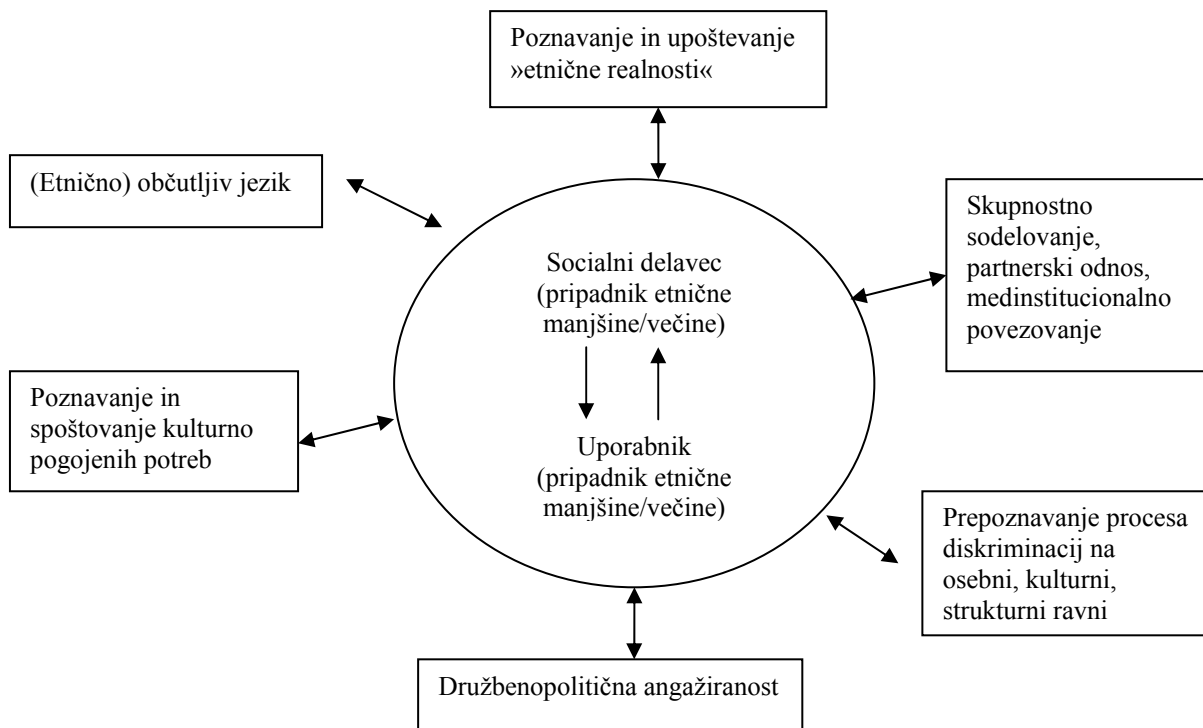 Poznavanje in upoštevanje
»etnične realnosti«
(Etnično) občutljiv jezik
Skupnostno
sodelovanje,
partnerski odnos,
medinstitucionalno
povezovanje
Socialni delavec
(pripadnik etnične
manjšine/večine)
Poznavanje in
spoštovanje kulturno
pogojenih potreb
Uporabnik
(pripadnik etnične
manjšine/večine)
Prepoznavanje procesa
diskriminacij na
osebni, kulturni,
strukturni ravni
Družbenopolitična angažiranost